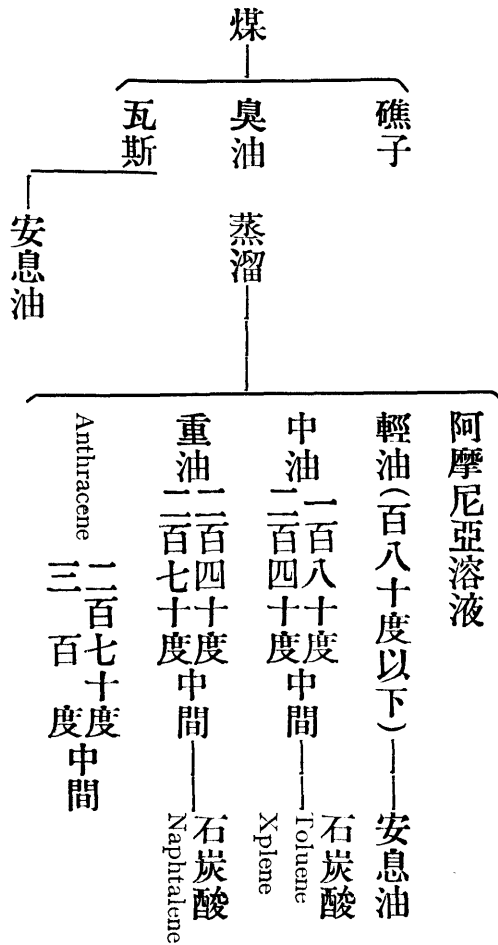 煤
礁子
臭油 蒸溜
瓦斯
安息油
阿摩尼亞溶液
輕油(百八十度以下) 安息油
中油 一百八十度
二百四十度 中間 石炭酸
Toluene
Xplene
重油 二百四十度
二百七十度 中間 石炭酸
Naphtalene
Anthracene 二百七十度
三百度 中間